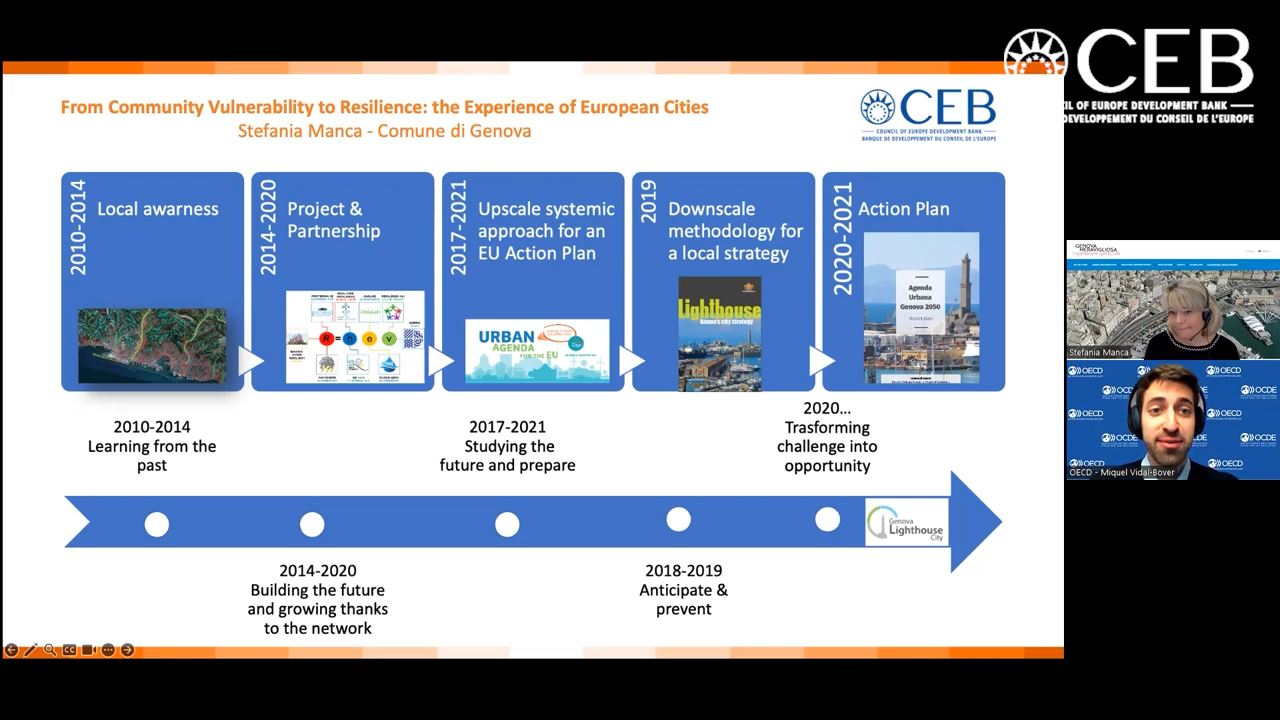 CEB
CIL OF EUROPE DEVELOPMENT BANK
DEVELOPPEMENT DU CONSEIL DE L'EUROPE
From Community Vulnerability to Resilience: the Experience of European Cities
Stefania Manca - Comune di Genova
CEB
COUNCIL OF EUROPE DEVELOPMENT BANK
BANQUE DE DEVELOPPEMENT DU CONSEIL DE L'EUROPE
2010-2014
Local awarness
2014-2020
Project &
Partnership
2017-2021
Upscale systemic
approach for an
EU Action Plan
URBAN
AGENDA
FOR THE EU
2019
Downscale
methodology for
a local strategy
Lighthouse
Genoa's city strategy
2020-2021
Action Plan
Agenda
Urbana
Genova 2050
R = n e v
2010-2014
Learning from the
past
2017-2021
Studying the
future and prepare
2020...
Trasforming
challenge into
opportunity
Genova
Lighthouse
City
2014-2020
Building the future
and growing thanks
to the network
2018-2019
Anticipate &
prevent
GENOVA
MERAVIGLIOSA
Stefania Manca
OECD
OCDE
OECD - Miquel Vidal-Bover